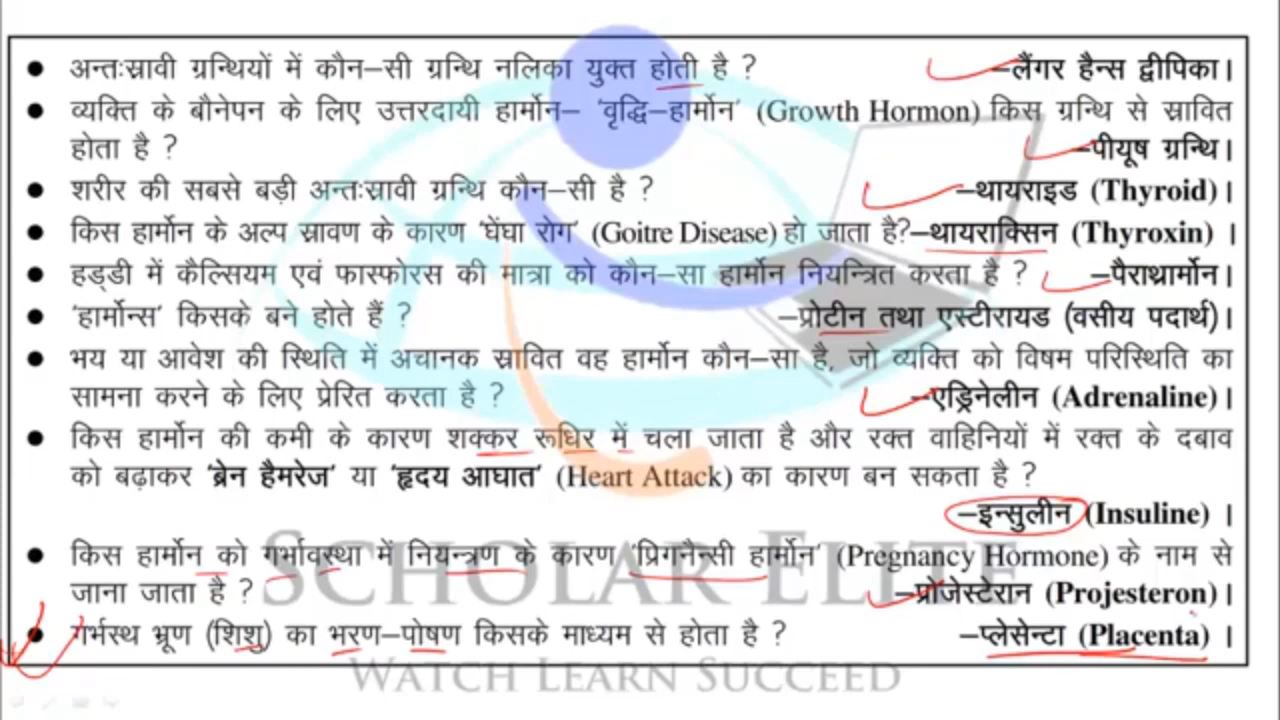 ● अन्तःस्रावी ग्रन्थियों में कौन–सी ग्रन्थि नलिका युक्त होती है ? –लैंगर हैन्स द्वीपिका।
● व्यक्ति के बौनेपन के लिए उत्तरदायी हार्मोन– 'वृद्धि–हार्मोन' (Growth Hormon) किस ग्रन्थि से स्रावित
होता है ? –पीयूष ग्रन्थि।
● शरीर की सबसे बड़ी अन्तःस्रावी ग्रन्थि कौन–सी है ? –थायराइड (Thyroid)।
● किस हार्मोन के अल्प स्रावण के कारण 'घेंघा रोग' (Goitre Disease) हो जाता है?–थायराक्सिन (Thyroxin) ।
● हड्डी में कैल्सियम एवं फास्फोरस की मात्रा को कौन–सा हार्मोन नियन्त्रित करता है ? –पैराथार्मोन।
● 'हार्मोन्स' किसके बने होते हैं ? –प्रोटीन तथा एस्टीरायड (वसीय पदार्थ)।
● भय या आवेश की स्थिति में अचानक स्रावित वह हार्मोन कौन–सा है, जो व्यक्ति को विषम परिस्थिति का
सामना करने के लिए प्रेरित करता है ? –एड्रिनेलीन (Adrenaline)।
● किस हार्मोन की कमी के कारण शक्कर रूधिर में चला जाता है और रक्त वाहिनियों में रक्त के दबाव
को बढ़ाकर 'ब्रेन हैमरेज' या 'हृदय आघात' (Heart Attack) का कारण बन सकता है ?
–इन्सुलीन (Insuline) ।
SCHOLAR ELITE
● किस हार्मोन को गर्भावस्था में नियन्त्रण के कारण 'प्रिगनैन्सी हार्मोन' (Pregnancy Hormone) के नाम से
जाना जाता है ? –प्रोजेस्टेरान (Projesteron)।
● गर्भस्थ भ्रूण (शिशु) का भरण–पोषण किसके माध्यम से होता है ? –प्लेसेन्टा (Placenta) ।
WATCH LEARN SUCCEED